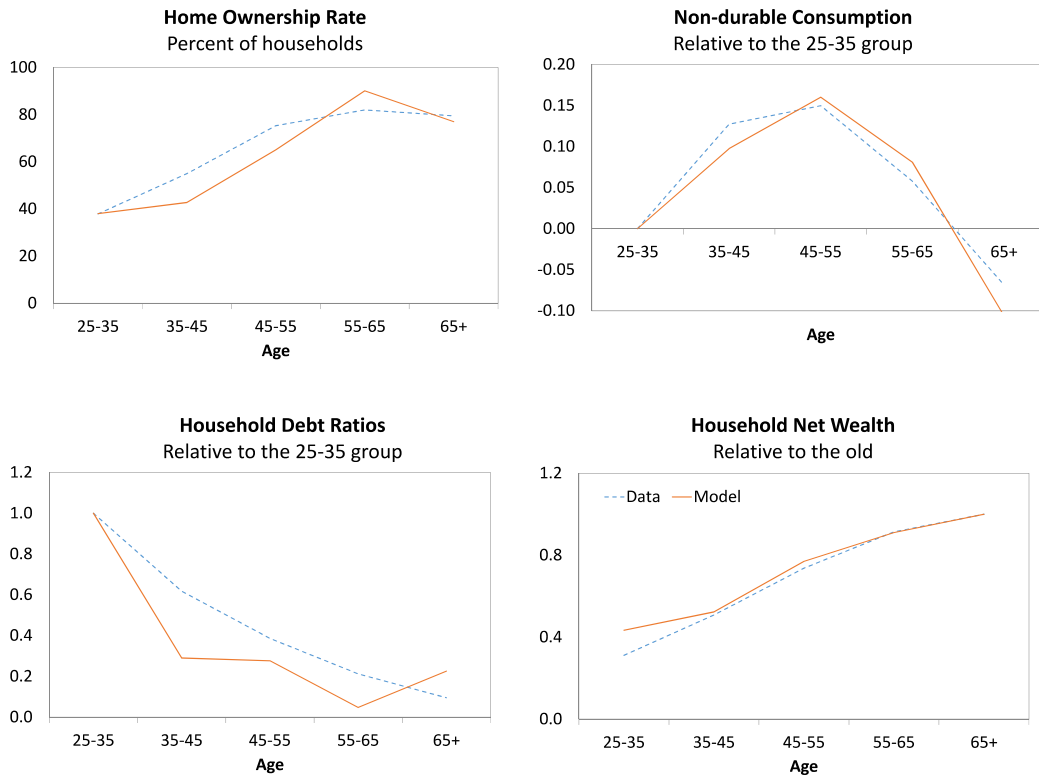 Home Ownership Rate
Percent of households
100
80
60
40
20
0
25-35 35-45 45-55 55-65 65+
Age
Non-durable Consumption
Relative to the 25-35 group
0.20
0.15
0.10
0.05
0.00
-0.05
-0.10
25-35 35-45 45-55 55-65 65+
Age
Household Debt Ratios
Relative to the 25-35 group
1.2
1.0
0.8
0.6
0.4
0.2
0.0
25-35 35-45 45-55 55-65 65+
Age
Household Net Wealth
Relative to the old
1.2
0.8
0.4
0.0
Data Model
25-35 35-45 45-55 55-65 65+
Age